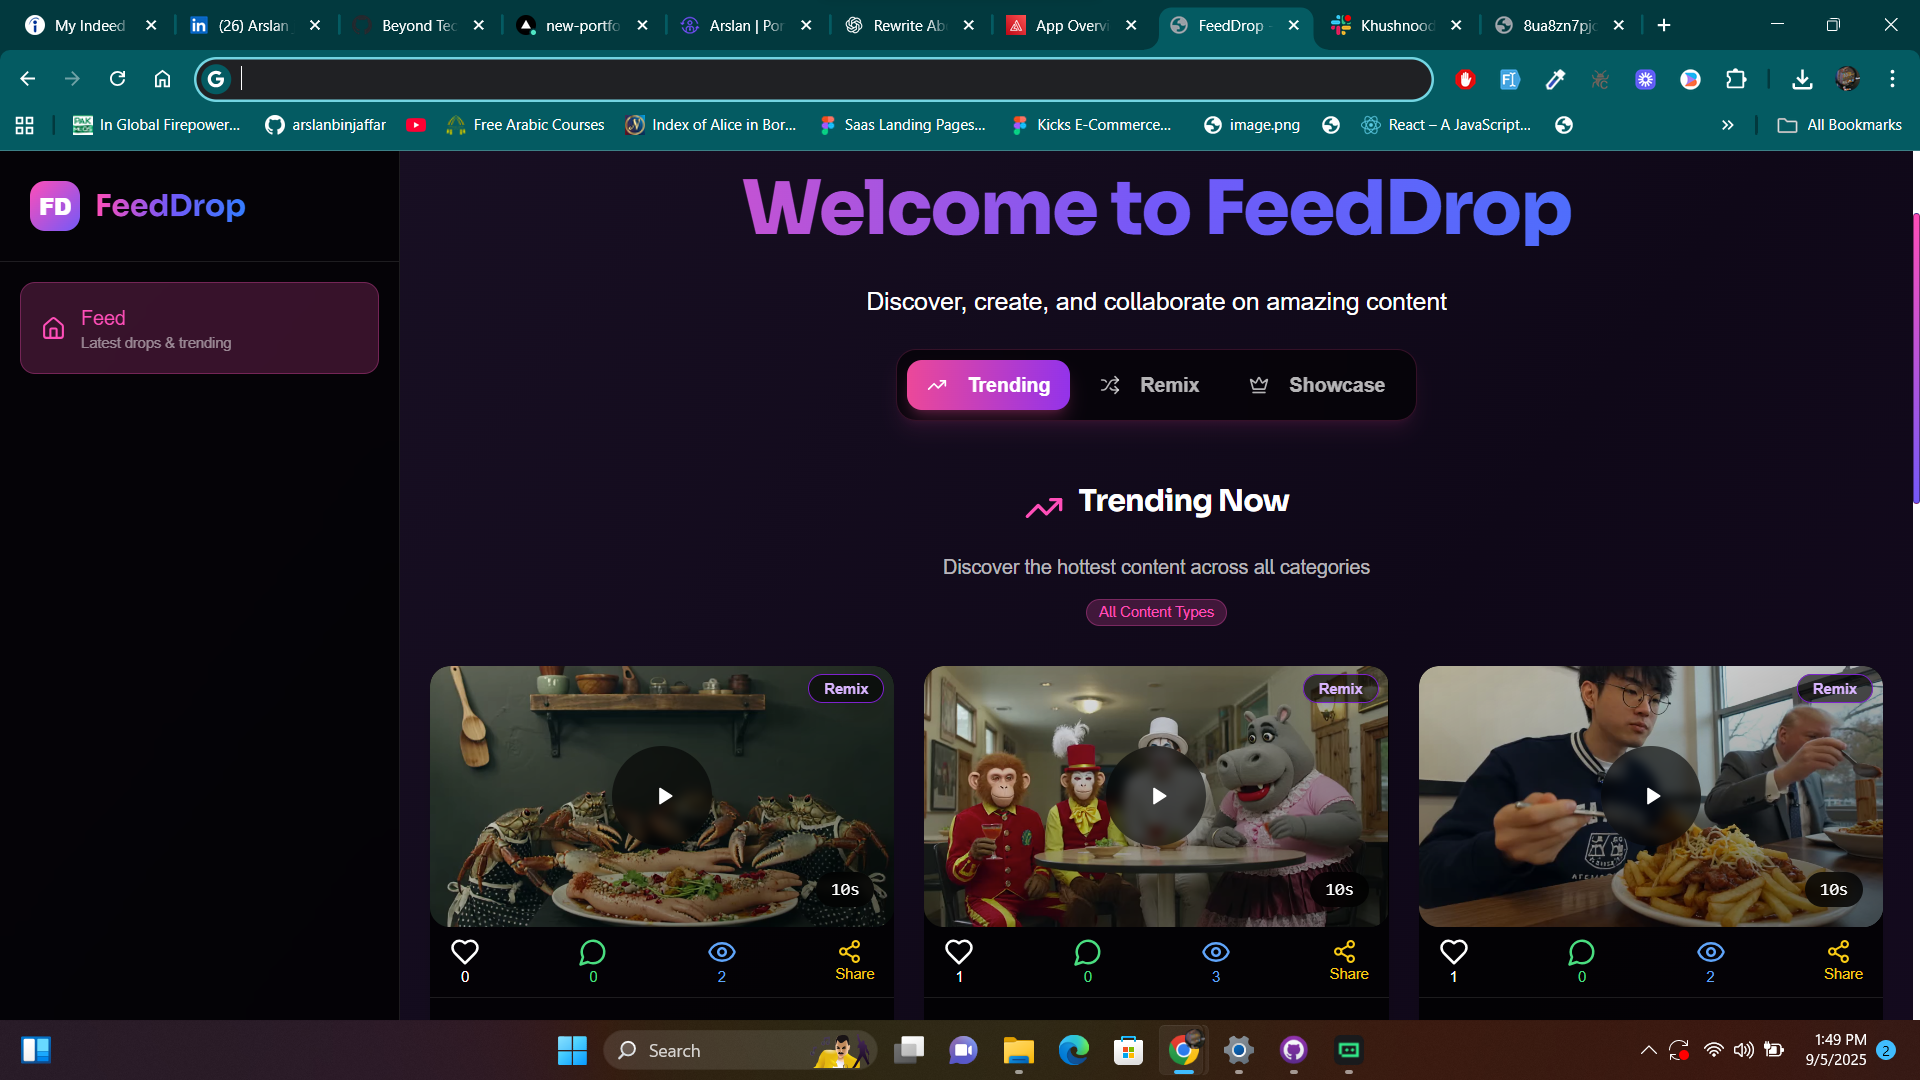 My Indeed
(26) Arslan
Beyond Tec
new-portfo
Arslan | Por
Rewrite Ab
App Overvi
FeedDrop -
Khushnood
8ua8zn7pjc
In Global Firepower...
arslanbinjaffar
Free Arabic Courses
Index of Alice in Bor...
Saas Landing Pages...
Kicks E-Commerce...
image.png
React – A JavaScript...
All Bookmarks
FD FeedDrop
Feed
Latest drops & trending
Welcome to FeedDrop
Discover, create, and collaborate on amazing content
Trending
Remix
Showcase
Trending Now
Discover the hottest content across all categories
All Content Types
Remix
10s
0
0
2
Share
Remix
10s
1
0
3
Share
Remix
10s
1
0
2
Share
Search
1:49 PM
9/5/2025
2